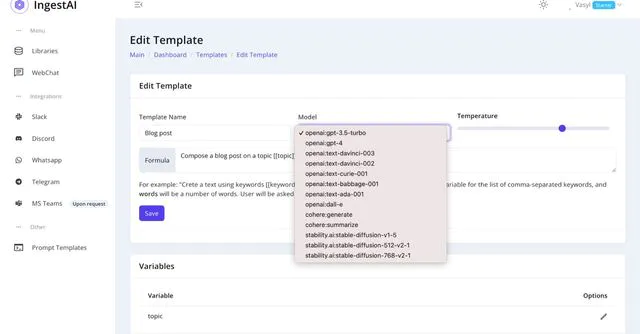 IngestAI
Vasyl
Menu
Libraries
WebChat
Integrations
Slack
Discord
Whatsapp
Telegram
MS Teams Upon request
Other
Prompt Templates
Edit Template
Main / Dashboard / Templates / Edit Template
Edit Template
Template Name
Blog post
Model
✓ openai:gpt-3.5-turbo
openai:gpt-4
openai:text-davinci-003
openai:text-davinci-002
openai:text-curie-001
openai:text-babbage-001
openai:text-ada-001
openai:dall-e
cohere:generate
cohere:summarize
stability.ai:stable-diffusion-v1-5
stability.ai:stable-diffusion-512-v2-1
stability.ai:stable-diffusion-768-v2-1
Temperature
Formula
Compose a blog post on a topic [[topic]
For example: "Crete a text using keywords [[keyword
variable for the list of comma-separated keywords, and
words will be a number of words. User will be asked
Save
Variables
Variable Options
topic